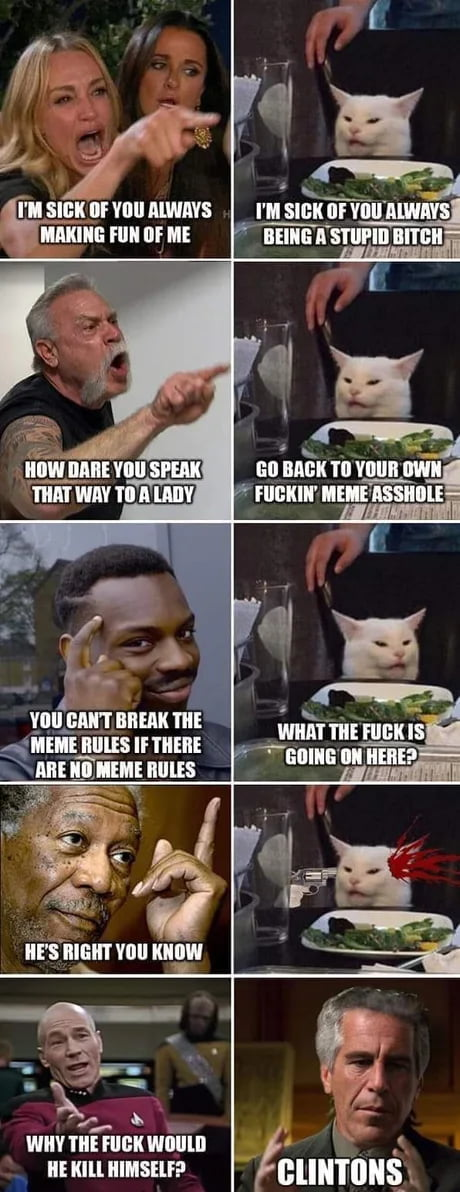 I'M SICK OF YOU ALWAYS
MAKING FUN OF ME
I'M SICK OF YOU ALWAYS
BEING A STUPID BITCH
HOW DARE YOU SPEAK
THAT WAY TO A LADY
GO BACK TO YOUR OWN
FUCKIN' MEME ASSHOLE
YOU CAN'T BREAK THE
MEME RULES IF THERE
ARE NO MEME RULES
WHAT THE FUCK IS
GOING ON HERE?
HE'S RIGHT YOU KNOW
WHY THE FUCK WOULD
HE KILL HIMSELF?
CLINTONS